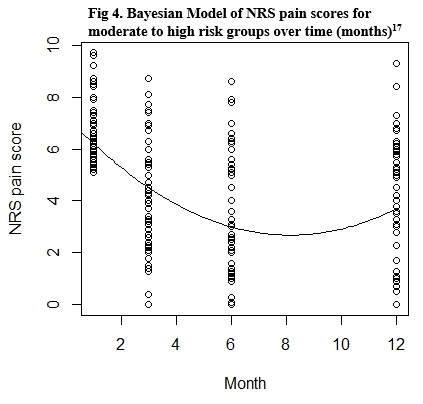 Fig 4. Bayesian Model of NRS pain scores for
moderate to high risk groups over time (months)17
10
8
6
4
2
0
NRS pain score
2 4 6 8 10 12
Month